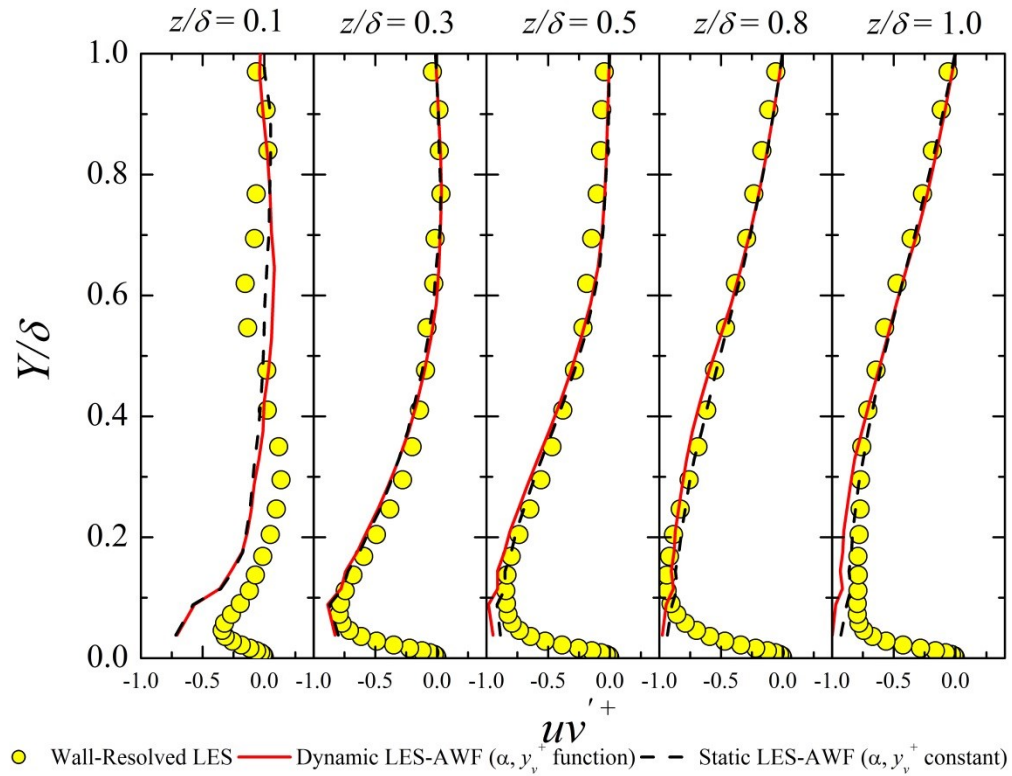 z/δ = 0.1 z/δ = 0.3 z/δ = 0.5 z/δ = 0.8 z/δ = 1.0
1.0
0.8
0.6
0.4
0.2
0.0
Y/δ
-1.0 -0.5 0.0 -1.0 -0.5 0.0 -1.0 -0.5 0.0 -1.0 -0.5 0.0 -1.0 -0.5 0.0
uv'+
Wall-Resolved LES Dynamic LES-AWF (α, yᵥ⁺ function) Static LES-AWF (α, yᵥ⁺ constant)